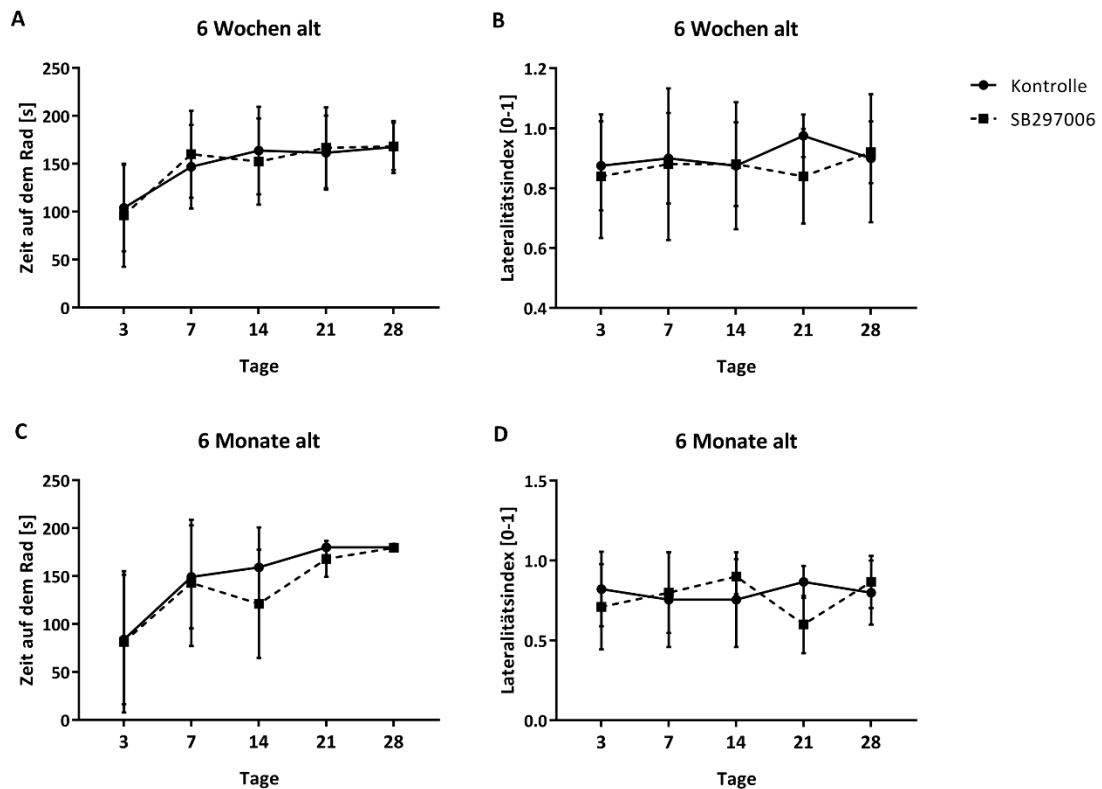 A
6 Wochen alt
Zeit auf dem Rad [s]
250
200
150
100
50
0
3 7 14 21 28
Tage
B
6 Wochen alt
Lateralitätsindex [0-1]
1.2
1.0
0.8
0.6
0.4
3 7 14 21 28
Tage
Kontrolle
SB297006
C
6 Monate alt
Zeit auf dem Rad [s]
250
200
150
100
50
0
3 7 14 21 28
Tage
D
6 Monate alt
Lateralitätsindex [0-1]
1.5
1.0
0.5
0.0
3 7 14 21 28
Tage